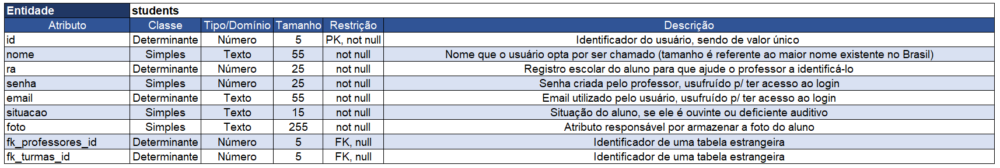 Entidade students
Atributo Classe Tipo/Domínio Tamanho Restrição Descrição
id Determinante Número 5 PK, not null Identificador do usuário, sendo de valor único
nome Simples Texto 55 not null Nome que o usuário opta por ser chamado (tamanho é referente ao maior nome existente no Brasil)
ra Determinante Número 25 not null Registro escolar do aluno para que ajude o professor a identificá-lo
senha Simples Número 25 not null Senha criada pelo professor, usufruído p/ ter acesso ao login
email Determinante Texto 55 not null Email utilizado pelo usuário, usufruído p/ ter acesso ao login
situacao Simples Texto 15 not null Situação do aluno, se ele é ouvinte ou deficiente auditivo
foto Simples Texto 255 not null Atributo responsável por armazenar a foto do aluno
fk_professores_id Determinante Número 5 FK, null Identificador de uma tabela estrangeira
fk_turmas_id Determinante Número 5 FK, null Identificador de uma tabela estrangeira